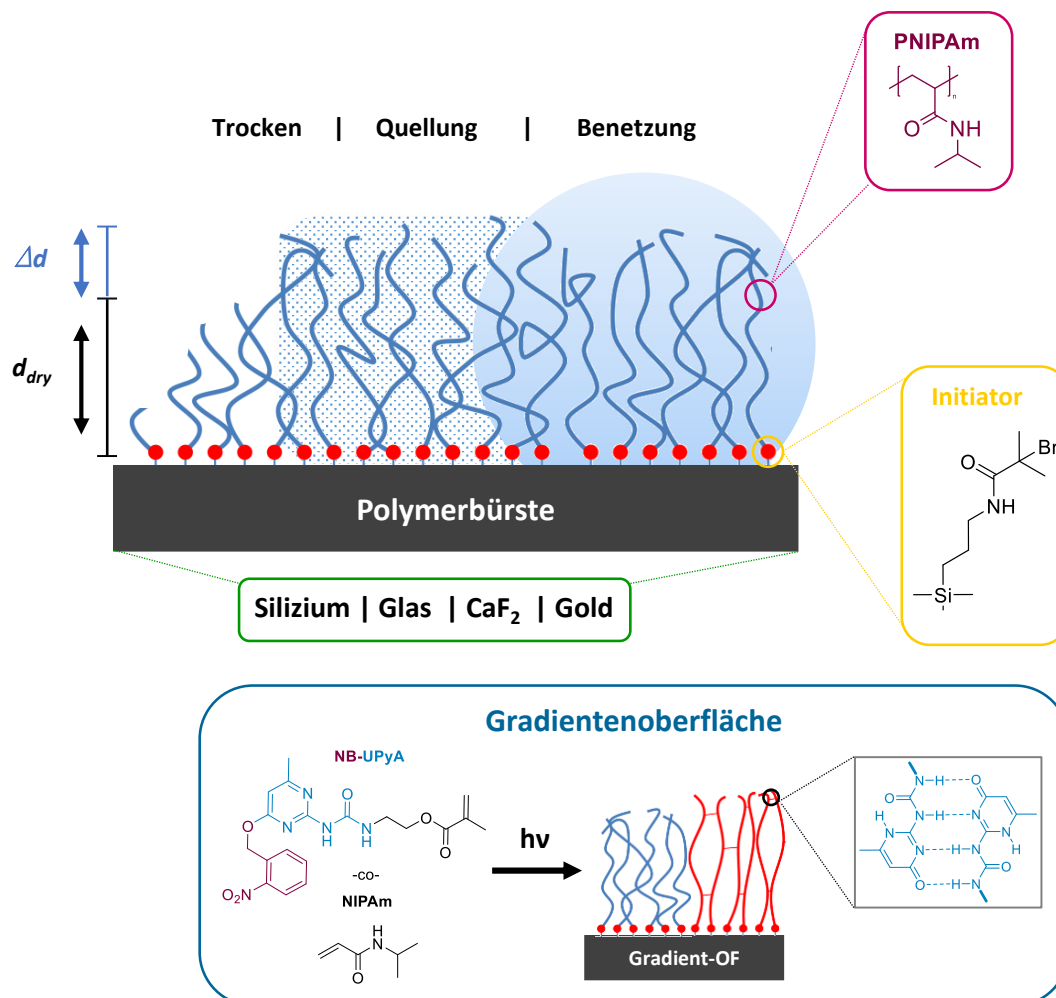 PNIPAm
n
O
NH
Trocken | Quellung | Benetzung
Δd
d_dry
Initiator
O
Br
NH
Si
Polymerbürste
Silizium | Glas | CaF₂ | Gold
Gradientenoberfläche
NB-UPyA
N
N
O
O
N
H
N
H
O
O
O₂N
-co-
NIPAm
H
N
O
hν
Gradient-OF
N
H
O
O
N
H
N
H
N
N
N
H
N
H
N
O
O
H
N